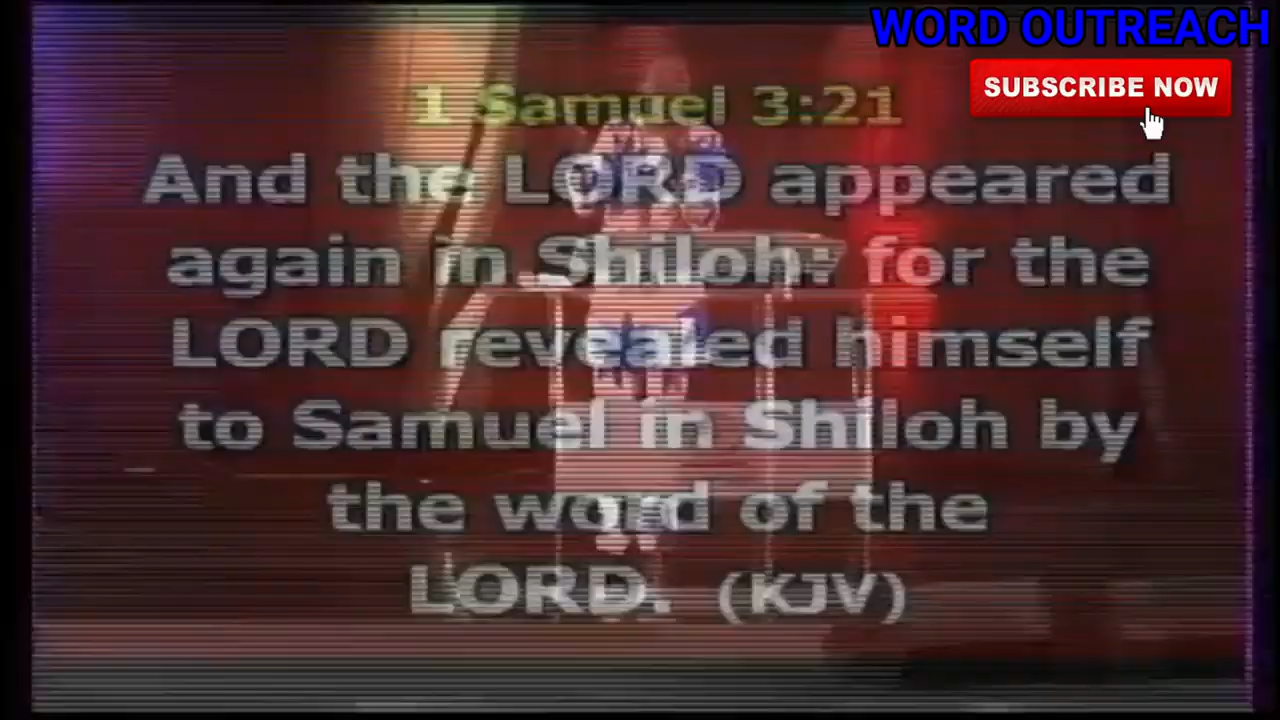 WORD OUTREACH
SUBSCRIBE NOW
1 Samuel 3:21
And the LORD appeared
again in Shiloh: for the
LORD revealed himself
to Samuel in Shiloh by
the word of the
LORD. (KJV)